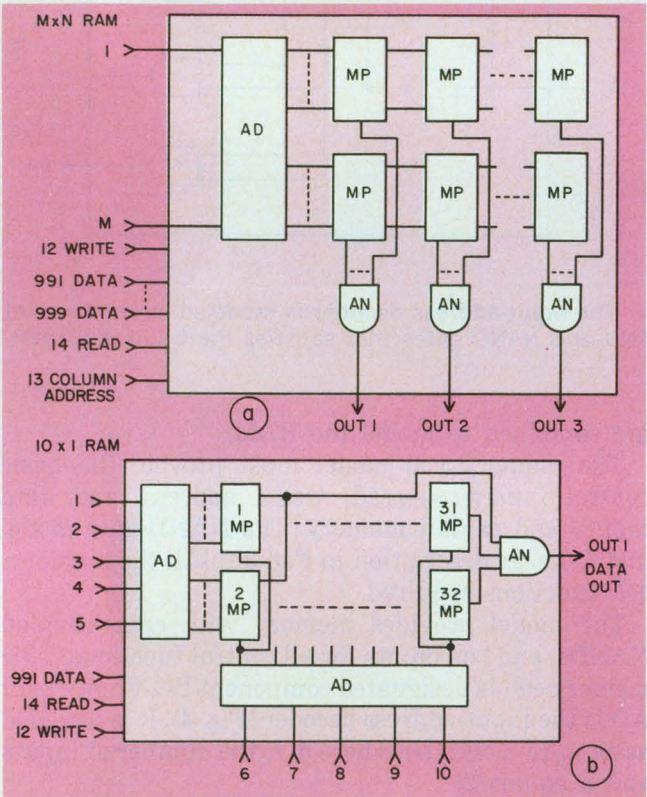 MxN RAM
1
AD
MP
MP
MP
MP
MP
MP
M
12 WRITE
991 DATA
999 DATA
14 READ
13 COLUMN
ADDRESS
AN
AN
AN
a
OUT 1
OUT 2
OUT 3
10 x 1 RAM
1
2
3
4
5
AD
1
MP
2
MP
31
MP
32
MP
AN
OUT 1
DATA
OUT
991 DATA
14 READ
12 WRITE
AD
6
7
8
9
10
b